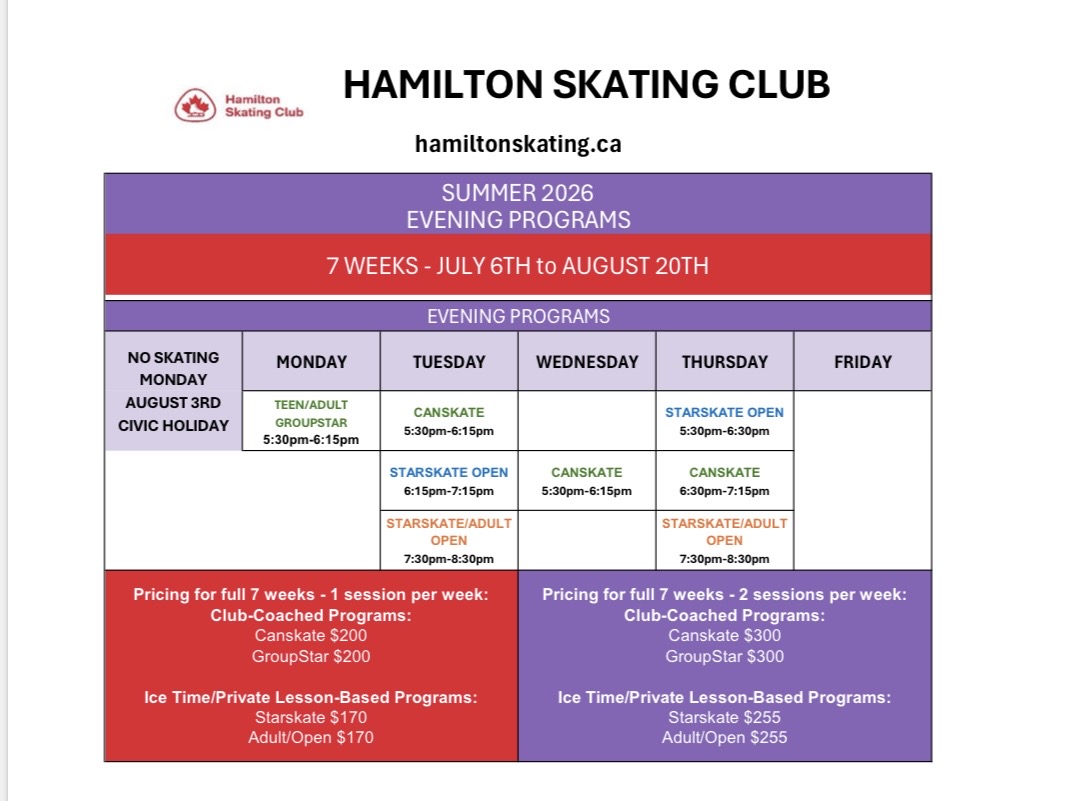 HAMILTON SKATING CLUB
Hamilton
Skating Club
hamiltonskating.ca
SUMMER 2026
EVENING PROGRAMS
7 WEEKS - JULY 6TH to AUGUST 20TH
EVENING PROGRAMS
NO SKATING
MONDAY
AUGUST 3RD
CIVIC HOLIDAY
MONDAY
TUESDAY
WEDNESDAY
THURSDAY
FRIDAY
TEEN/ADULT
GROUPSTAR
5:30pm-6:15pm
CANSKATE
5:30pm-6:15pm
STARSKATE OPEN
5:30pm-6:30pm
STARSKATE OPEN
6:15pm-7:15pm
CANSKATE
5:30pm-6:15pm
CANSKATE
6:30pm-7:15pm
STARSKATE/ADULT
OPEN
7:30pm-8:30pm
STARSKATE/ADULT
OPEN
7:30pm-8:30pm
Pricing for full 7 weeks - 1 session per week:
Club-Coached Programs:
Canskate $200
GroupStar $200
Ice Time/Private Lesson-Based Programs:
Starskate $170
Adult/Open $170
Pricing for full 7 weeks - 2 sessions per week:
Club-Coached Programs:
Canskate $300
GroupStar $300
Ice Time/Private Lesson-Based Programs:
Starskate $255
Adult/Open $255